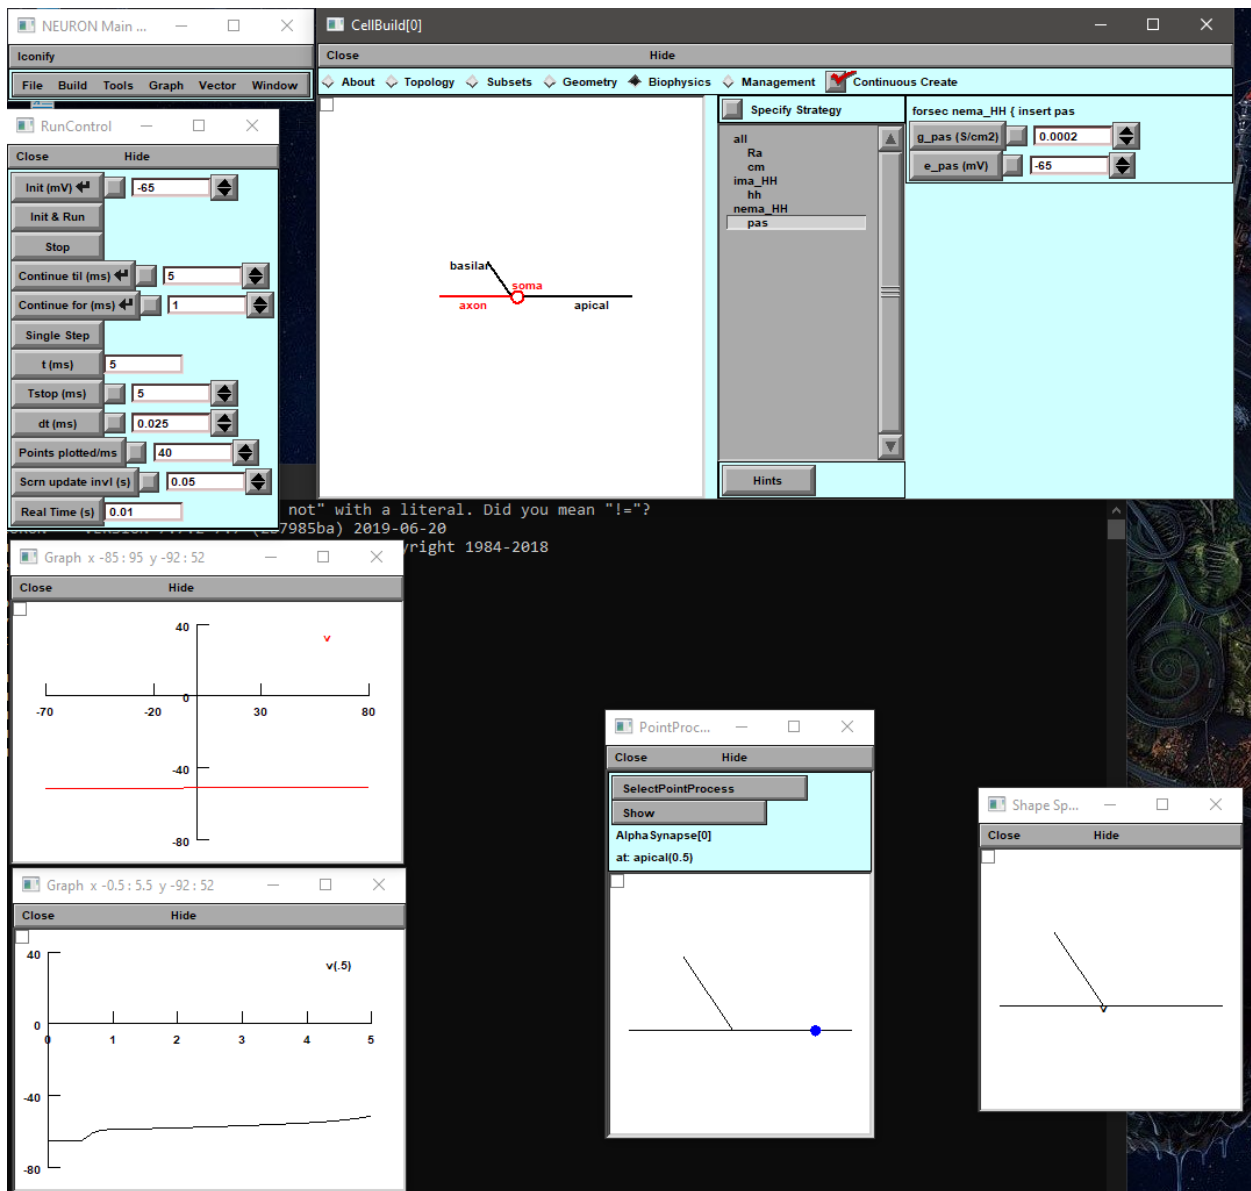 NEURON Main ...
Iconify
File Build Tools Graph Vector Window
RunControl
Close Hide
Init (mV) -65
Init & Run
Stop
Continue til (ms) 5
Continue for (ms) 1
Single Step
t (ms) 5
Tstop (ms) 5
dt (ms) 0.025
Points plotted/ms 40
Scrn update invl (s) 0.05
Real Time (s) 0.01
CellBuild[0]
Close Hide
About Topology Subsets Geometry Biophysics Management Continuous Create
basilar
soma
axon apical
Specify Strategy
all
Ra
cm
ima_HH
hh
nema_HH
pas
Hints
forsec nema_HH { insert pas
g_pas (S/cm2) 0.0002
e_pas (mV) -65
not" with a literal. Did you mean "!="?
2019-06-20
yright 1984-2018
Graph x -85 : 95 y -92 : 52
Close Hide
40
v
0
-70 -20 30 80
-40
-80
Graph x -0.5 : 5.5 y -92 : 52
Close Hide
40
v(.5)
0
0 1 2 3 4 5
-40
-80
PointProc...
Close Hide
SelectPointProcess
Show
AlphaSynapse[0]
at: apical(0.5)
Shape Sp...
Close Hide
v